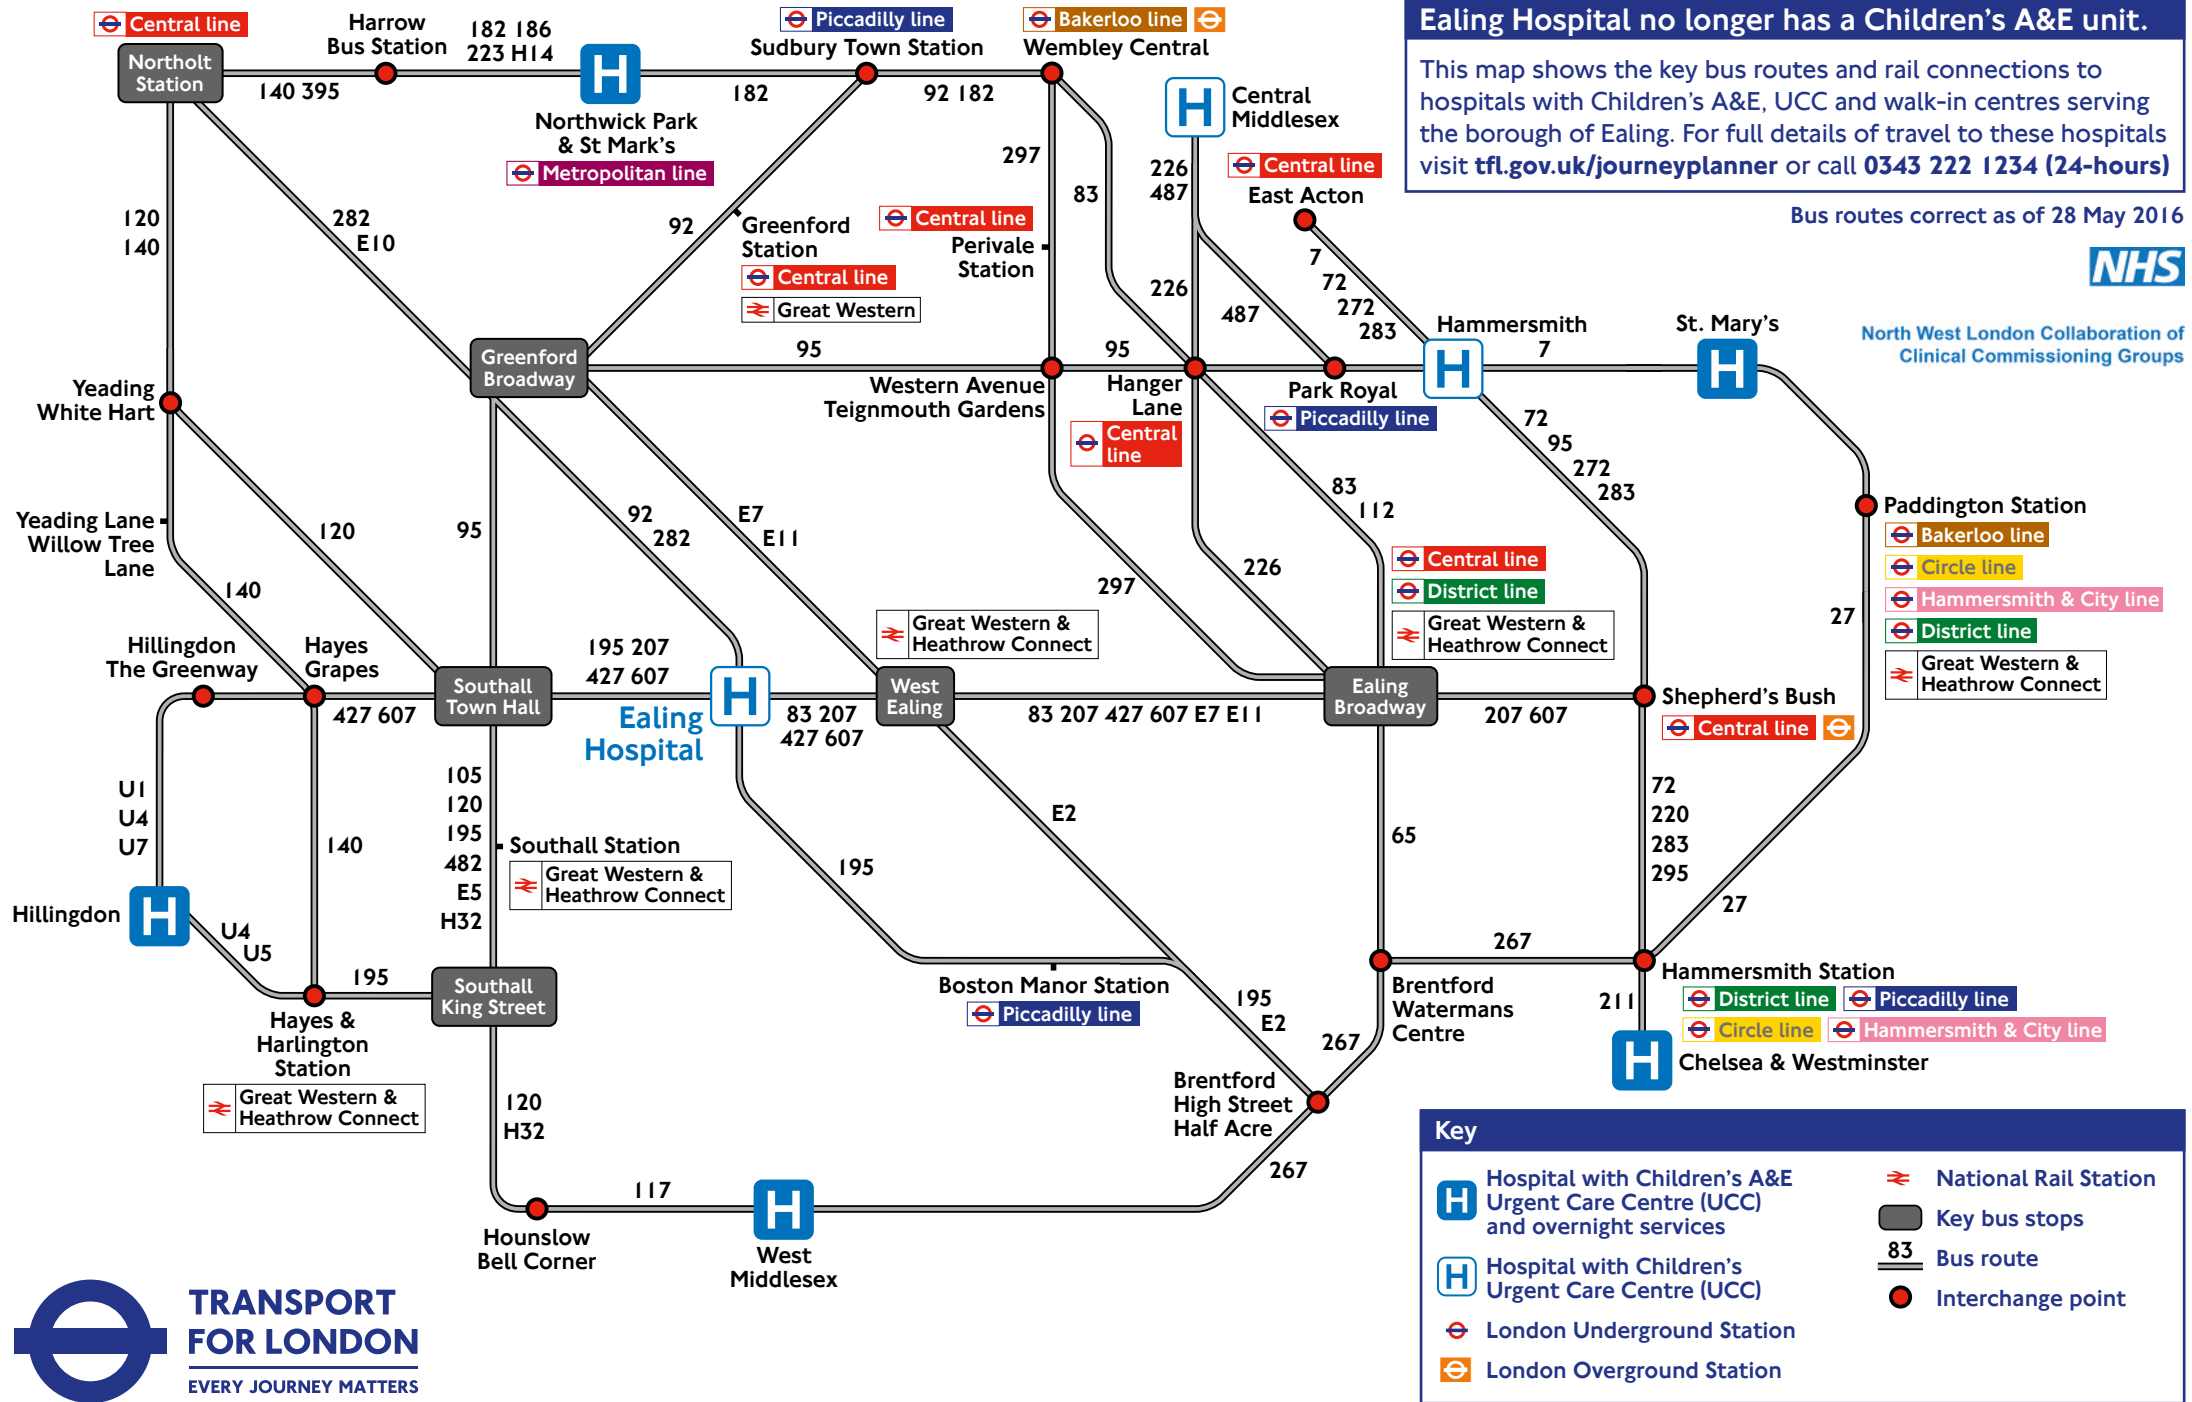 Central line
Northolt
Station
Harrow
Bus Station
182 186
223 H14
140 395
Northwick Park
& St Mark's
Metropolitan line
182
Piccadilly line
Sudbury Town Station
92 182
Bakerloo line
Wembley Central
Central
Middlesex
Ealing Hospital no longer has a Children's A&E unit.
This map shows the key bus routes and rail connections to
hospitals with Children's A&E, UCC and walk-in centres serving
the borough of Ealing. For full details of travel to these hospitals
visit tfl.gov.uk/journeyplanner or call 0343 222 1234 (24-hours)
Bus routes correct as of 28 May 2016
NHS
North West London Collaboration of
Clinical Commissioning Groups
120
140
282
E10
92
Greenford
Station
Central line
Great Western
297
83
Central line
Perivale
Station
226
487
226
487
Central line
East Acton
7
72
272
283
Hammersmith
7
St. Mary's
Greenford
Broadway
95
Western Avenue
Teignmouth Gardens
95
Hanger
Lane
Central
line
Park Royal
Piccadilly line
Yeading
White Hart
Yeading Lane
Willow Tree
Lane
120
140
95
92
282
E7
E11
297
226
83
112
72
95
272
283
Paddington Station
Bakerloo line
Circle line
Hammersmith & City line
District line
Great Western &
Heathrow Connect
27
Central line
District line
Great Western &
Heathrow Connect
Great Western &
Heathrow Connect
Hillingdon
The Greenway
Hayes
Grapes
427 607
Southall
Town Hall
195 207
427 607
Ealing
Hospital
83 207
427 607
West
Ealing
83 207 427 607 E7 E11
Ealing
Broadway
207 607
Shepherd's Bush
Central line
U1
U4
U7
Hillingdon
U4
U5
140
195
Hayes &
Harlington
Station
Great Western &
Heathrow Connect
105
120
195
482
E5
H32
Southall Station
Great Western &
Heathrow Connect
Southall
King Street
120
H32
195
E2
Boston Manor Station
Piccadilly line
195
E2
65
267
Brentford
Watermans
Centre
267
72
220
283
295
27
Hammersmith Station
District line
Piccadilly line
Circle line
Hammersmith & City line
211
Chelsea & Westminster
Brentford
High Street
Half Acre
267
Hounslow
Bell Corner
117
West
Middlesex
Key
H
Hospital with Children's A&E
Urgent Care Centre (UCC)
and overnight services
H
Hospital with Children's
Urgent Care Centre (UCC)
London Underground Station
London Overground Station
National Rail Station
Key bus stops
83
Bus route
Interchange point
TRANSPORT
FOR LONDON
EVERY JOURNEY MATTERS